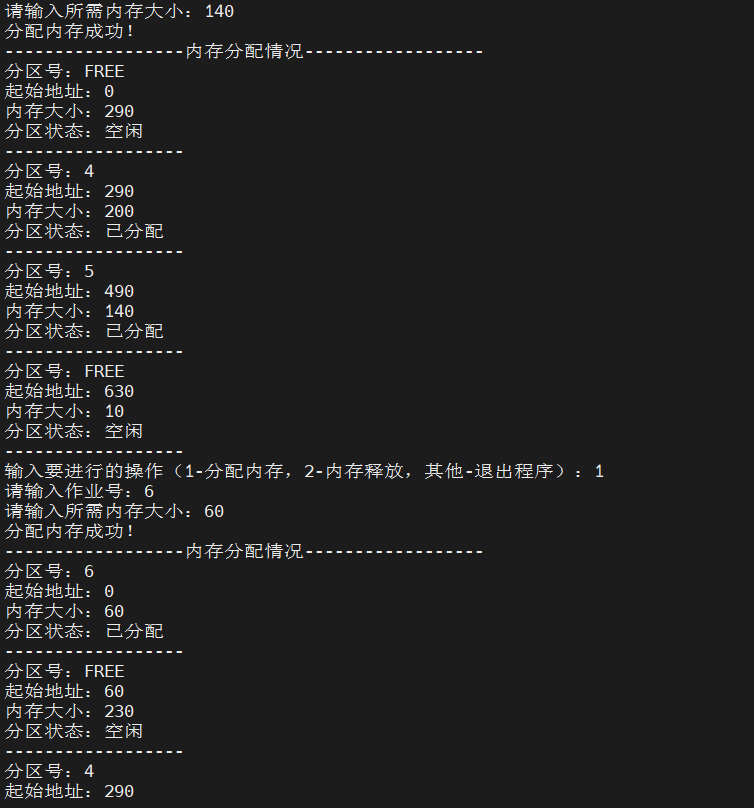 请输入所需内存大小：140
分配内存成功！
------------------内存分配情况------------------
分区号：FREE
起始地址：0
内存大小：290
分区状态：空闲
------------------
分区号：4
起始地址：290
内存大小：200
分区状态：已分配
------------------
分区号：5
起始地址：490
内存大小：140
分区状态：已分配
------------------
分区号：FREE
起始地址：630
内存大小：10
分区状态：空闲
------------------
输入要进行的操作（1-分配内存，2-内存释放，其他-退出程序）：1
请输入作业号：6
请输入所需内存大小：60
分配内存成功！
------------------内存分配情况------------------
分区号：6
起始地址：0
内存大小：60
分区状态：已分配
------------------
分区号：FREE
起始地址：60
内存大小：230
分区状态：空闲
------------------
分区号：4
起始地址：290